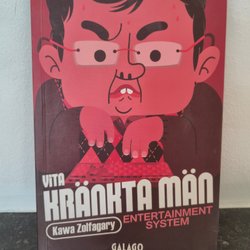 VITA
KRÄNKTA MÄN
Kawa Zolfagary
ENTERTAINMENT
SYSTEM
GALAGO